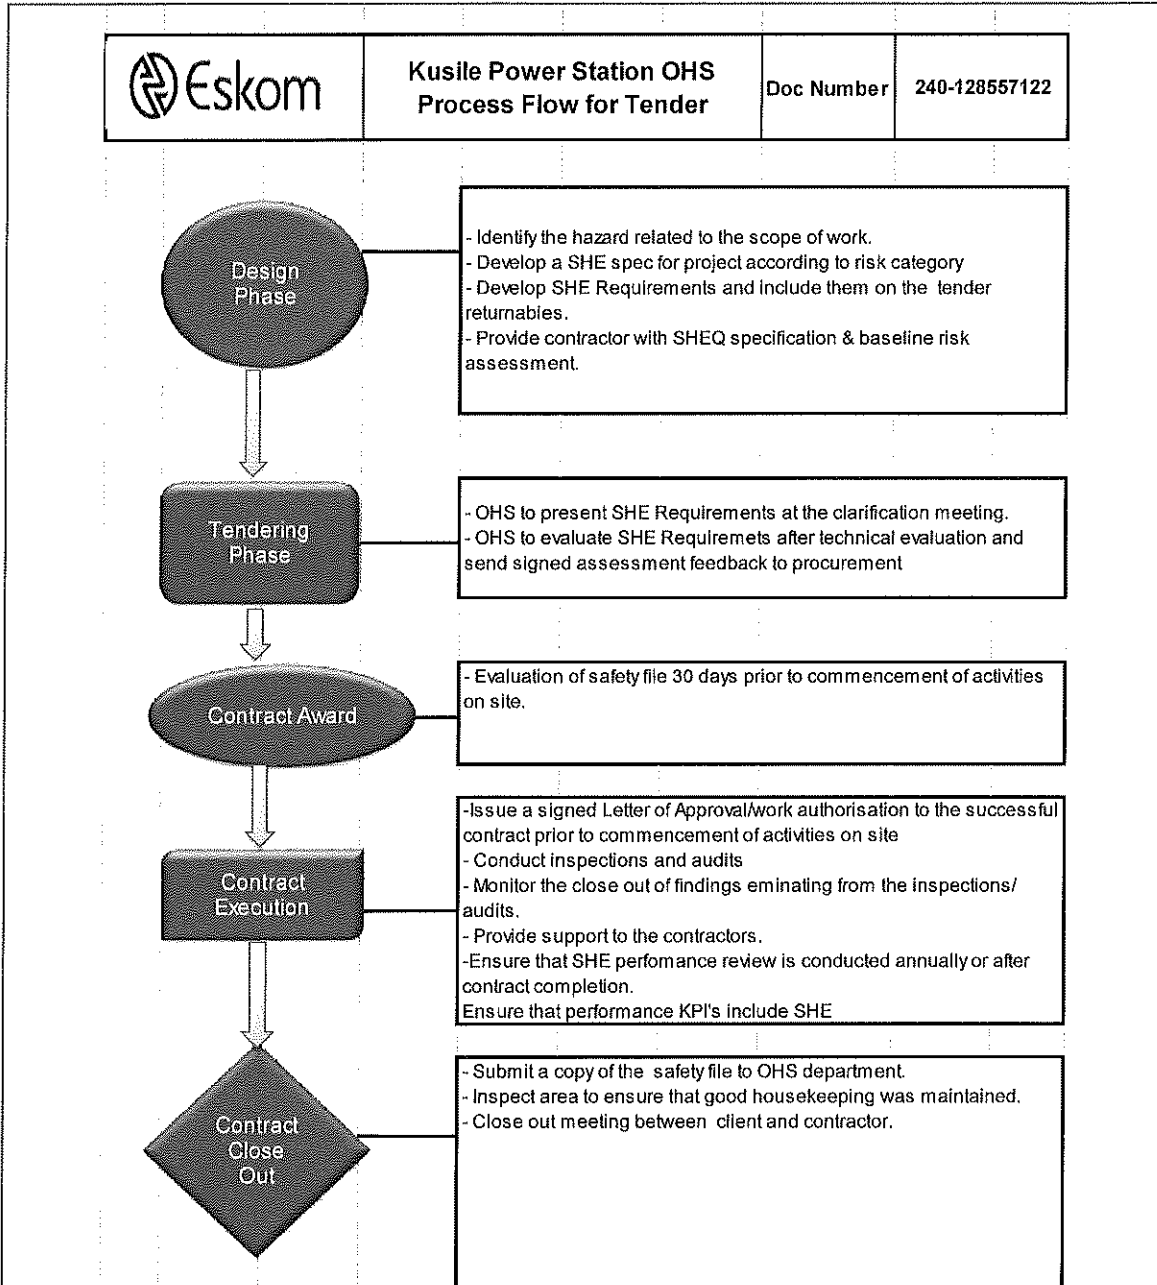 Eskom
Kusile Power Station OHS
Process Flow for Tender
Doc Number
240-128557122
Design
Phase
- Identify the hazard related to the scope of work.
- Develop a SHE spec for project according to risk category
- Develop SHE Requirements and include them on the tender
returnables.
- Provide contractor with SHEQ specification & baseline risk
assessment.
Tendering
Phase
- OHS to present SHE Requirements at the clarification meeting.
- OHS to evaluate SHE Requiremets after technical evaluation and
send signed assessment feedback to procurement
Contract Award
- Evaluation of safety file 30 days prior to commencement of activities
on site.
Contract
Execution
-Issue a signed Letter of Approval/work authorisation to the successful
contract prior to commencement of activities on site
- Conduct inspections and audits
- Monitor the close out of findings eminating from the inspections/
audits.
- Provide support to the contractors.
-Ensure that SHE perfomance review is conducted annually or after
contract completion.
Ensure that performance KPI's include SHE
Contract
Close
Out
- Submit a copy of the safety file to OHS department.
- Inspect area to ensure that good housekeeping was maintained.
- Close out meeting between client and contractor.